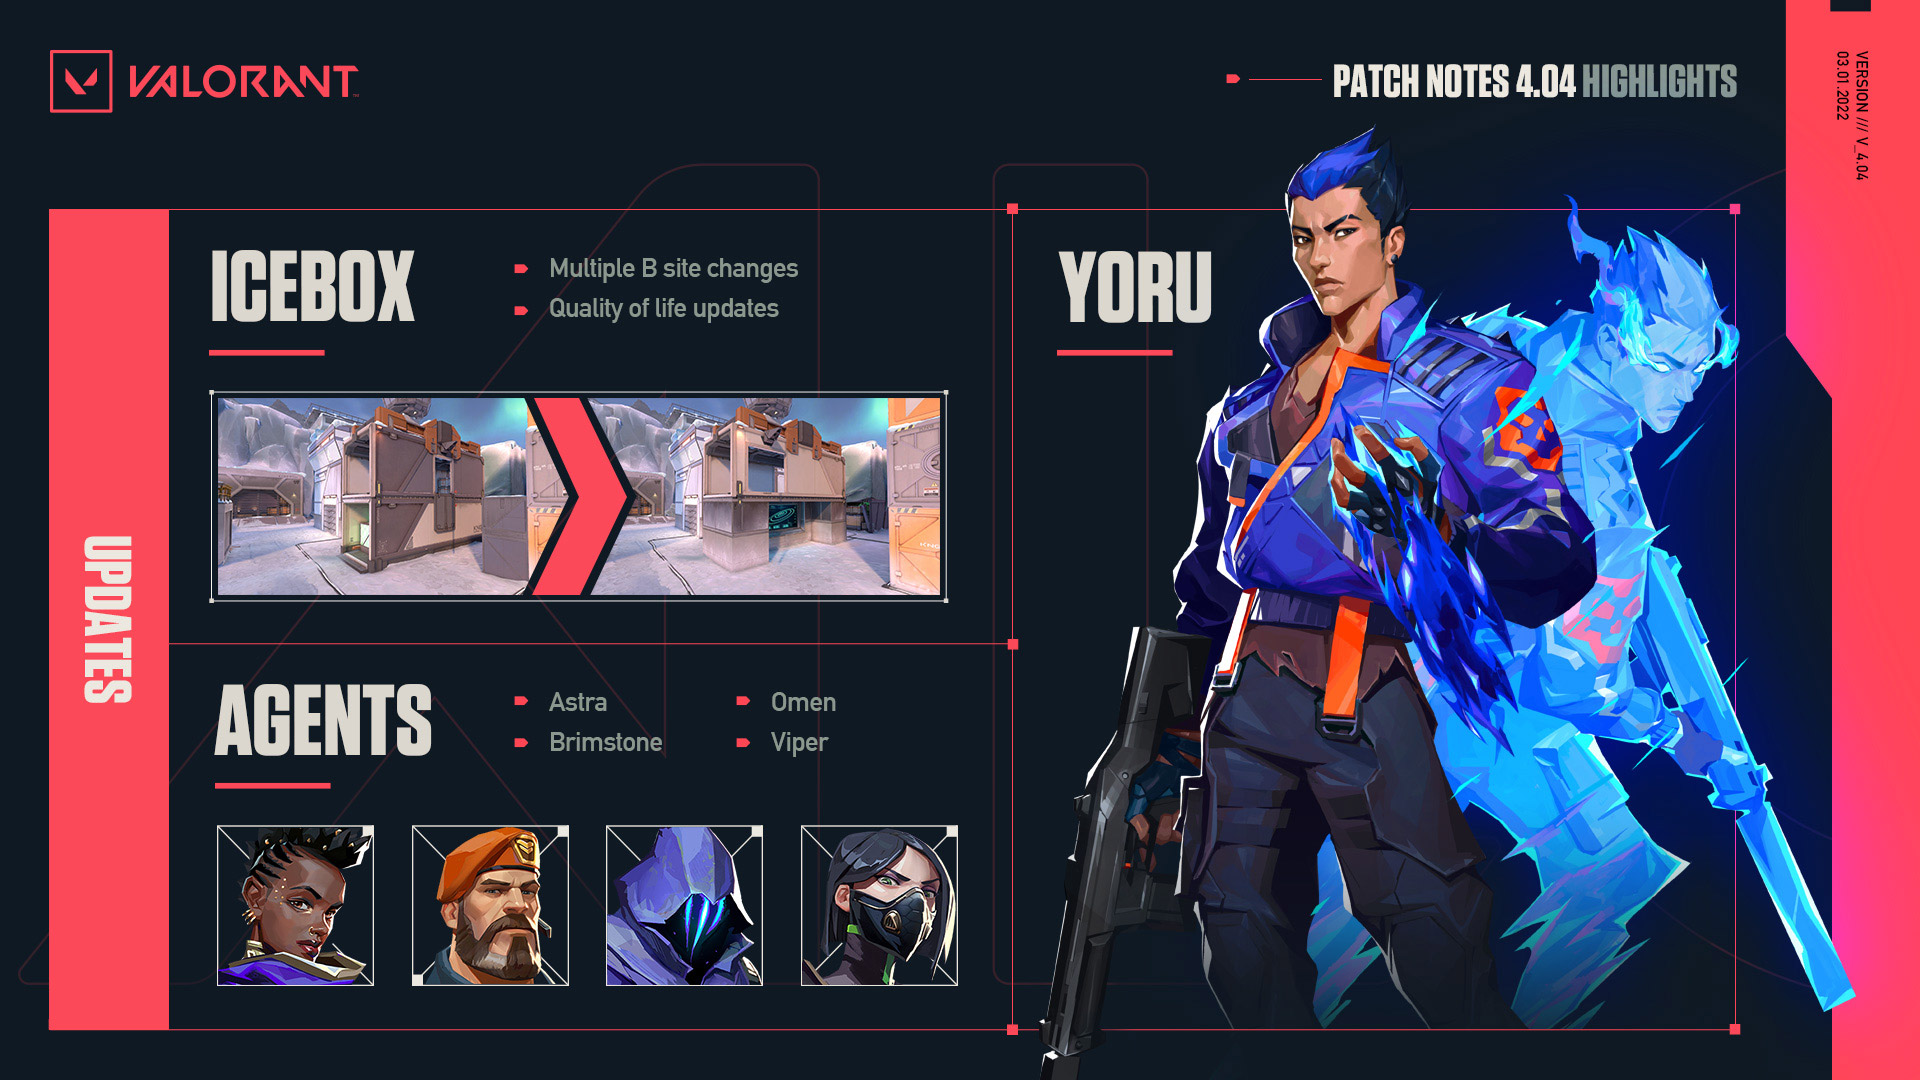 VALORANT
PATCH NOTES 4.04 HIGHLIGHTS
VERSION /// V_4.04
03.01.2022
UPDATES
ICEBOX
Multiple B site changes
Quality of life updates
YORU
AGENTS
Astra
Omen
Brimstone
Viper